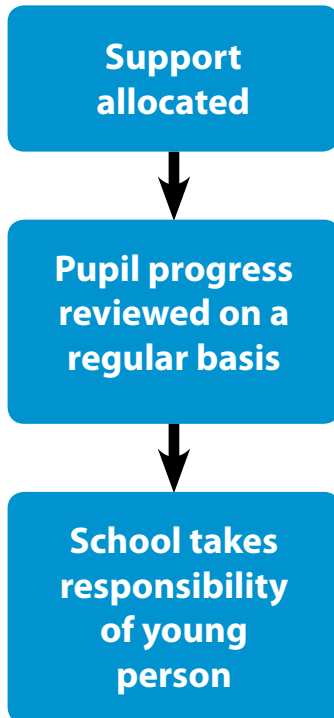 Support
allocated
Pupil progress
reviewed on a
regular basis
School takes
responsibility
of young
person